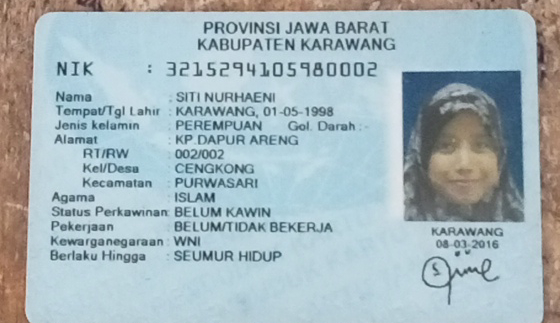 PROVINSI JAWA BARAT
KABUPATEN KARAWANG
NIK : 3215294105980002
Nama : SITI NURHAENI
Tempat/Tgl Lahir : KARAWANG, 01-05-1998
Jenis kelamin : PEREMPUAN Gol. Darah :-
Alamat : KP.DAPUR ARENG
RT/RW : 002/002
Kel/Desa : CENGKONG
Kecamatan : PURWASARI
Agama : ISLAM
Status Perkawinan: BELUM KAWIN
Pekerjaan : BELUM/TIDAK BEKERJA
Kewarganegaraan : WNI
Berlaku Hingga : SEUMUR HIDUP
KARAWANG
08-03-2016